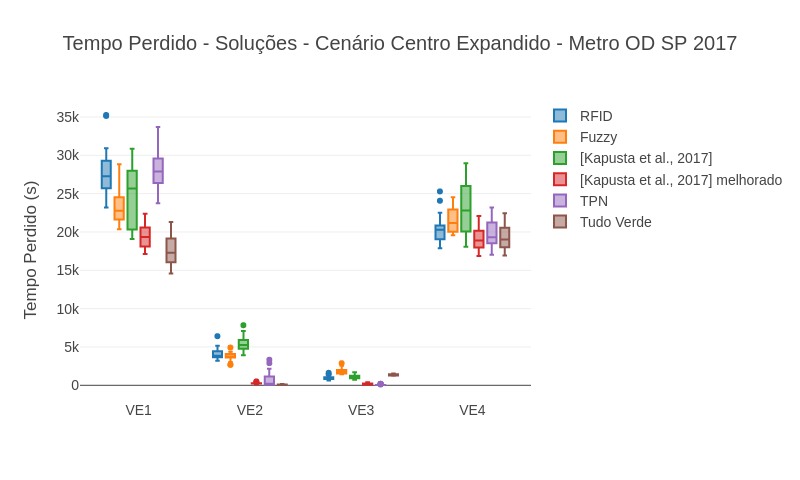 Tempo Perdido - Soluções - Cenário Centro Expandido - Metro OD SP 2017
Tempo Perdido (s)
35k
30k
25k
20k
15k
10k
5k
0
VE1
VE2
VE3
VE4
RFID
Fuzzy
[Kapusta et al., 2017]
[Kapusta et al., 2017] melhorado
TPN
Tudo Verde